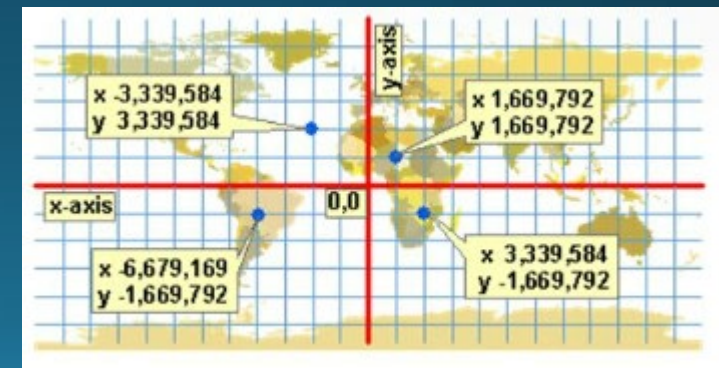 y-axis
x -3,339,584
y 3,339,584
x 1,669,792
y 1,669,792
x-axis
0,0
x -6,679,169
y -1,669,792
x 3,339,584
y -1,669,792